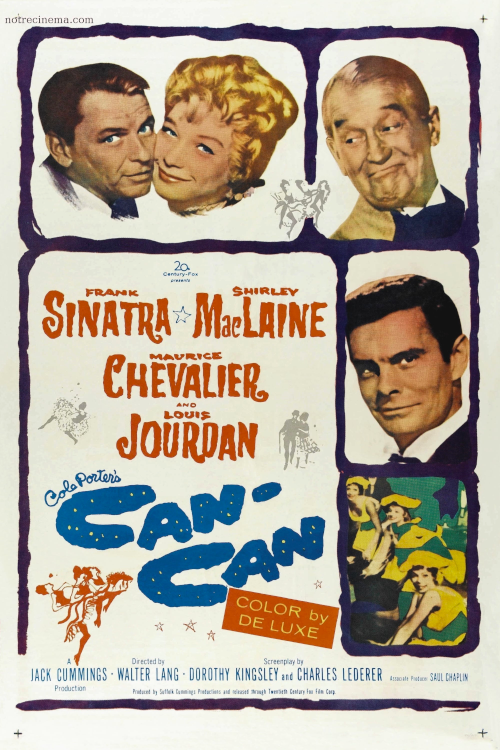 notrecinema.com
20
Century-Fox
presents
FRANK SHIRLEY
SINATRA MacLAINE
MAURICE
CHEVALIER
AND
LOUIS
JOURDAN
Cole Porter's
CAN-
CAN
COLOR by
DE LUXE
A Directed by Screenplay by
JACK CUMMINGS · WALTER LANG · DOROTHY KINGSLEY and CHARLES LEDERER Associate Producer SAUL CHAPLIN
Production Produced by Suffolk Cummings Productions and released through Twentieth Century Fox Film Corp.